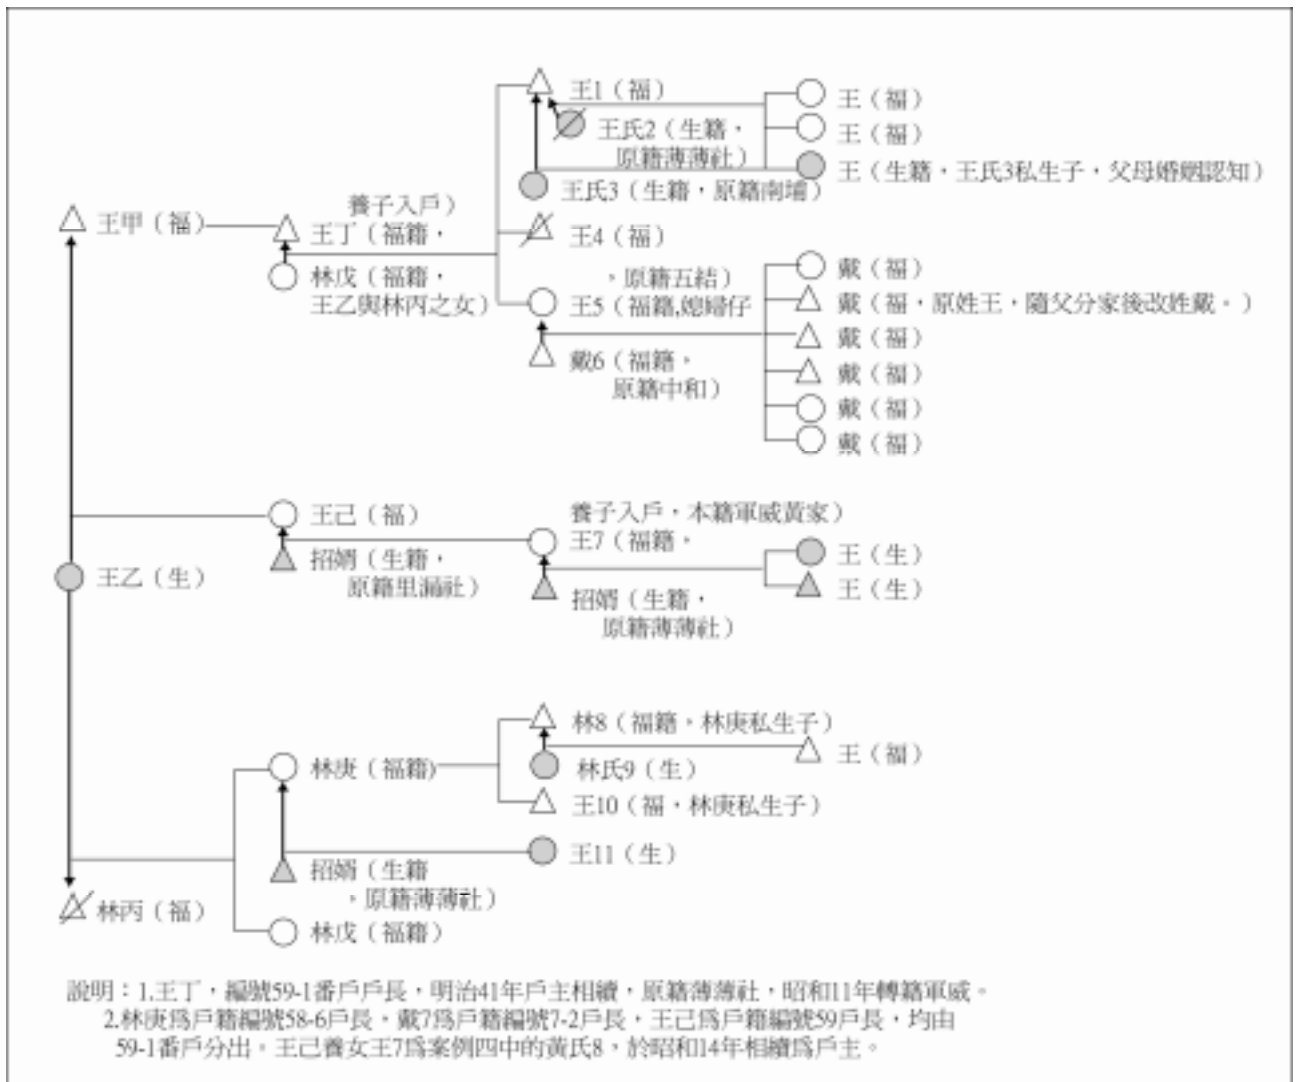 王1（福）
王（福）
王氏2（生籍，
原籍薄薄社）
王（福）
王（生籍，王氏3私生子，父母婚姻認知）
王氏3（生籍，原籍南埔）
王甲（福）
養子入戶）
王丁（福籍，
王4（福）
林戊（福籍，
王乙與林丙之女）
，原籍五結）
王5（福籍,媳婦仔
戴（福）
戴（福，原姓王，隨父分家後改姓戴。）
戴（福）
戴6（福籍，
原籍中和）
戴（福）
戴（福）
戴（福）
王己（福）
養子入戶，本籍軍威黃家）
王7（福籍，
招婿（生籍，
原籍里漏社）
王（生）
王乙（生）
招婿（生籍，
原籍薄薄社）
王（生）
林8（福籍，林庚私生子）
林庚（福籍)
林氏9（生）
王（福）
王10（福，林庚私生子）
王11（生）
招婿（生籍
，原籍薄薄社）
林丙（福）
林戊（福籍）
說明：1.王丁，編號59-1番戶戶長，明治41年戶主相續，原籍薄薄社，昭和11年轉籍軍威。
2.林庚為戶籍編號58-6戶長，戴7為戶籍編號7-2戶長，王己為戶籍編號59戶長，均由
59-1番戶分出。王己養女王7為案例四中的黃氏8，於昭和14年相續為戶主。